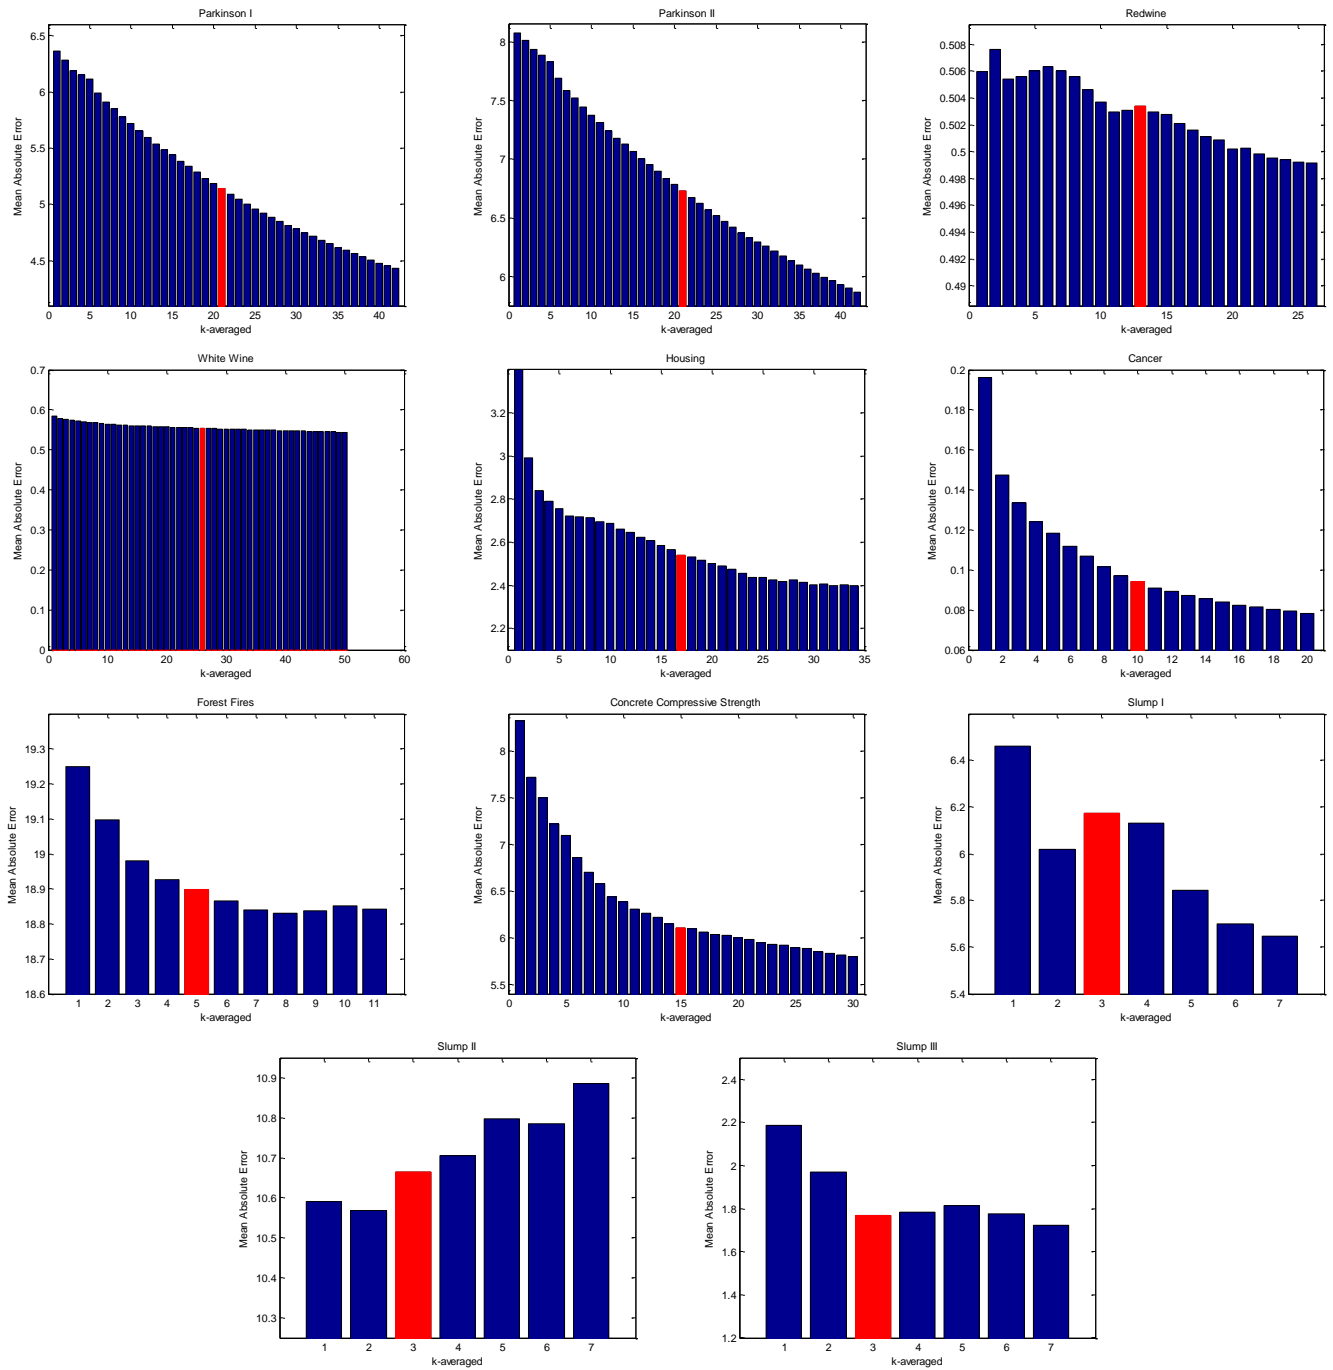 Parkinson I
Mean Absolute Error
6.5
6
5.5
5
4.5
0 5 10 15 20 25 30 35 40
k-averaged
Parkinson II
Mean Absolute Error
8
7.5
7
6.5
6
0 5 10 15 20 25 30 35 40
k-averaged
Redwine
Mean Absolute Error
0.508
0.506
0.504
0.502
0.5
0.498
0.496
0.494
0.492
0.49
0 5 10 15 20 25
k-averaged
White Wine
Mean Absolute Error
0.7
0.6
0.5
0.4
0.3
0.2
0.1
0
0 10 20 30 40 50 60
k-averaged
Housing
Mean Absolute Error
3.2
3
2.8
2.6
2.4
2.2
0 5 10 15 20 25 30 35
k-averaged
Cancer
Mean Absolute Error
0.2
0.18
0.16
0.14
0.12
0.1
0.08
0.06
2 4 6 8 10 12 14 16 18 20
k-averaged
Forest Fires
Mean Absolute Error
19.3
19.2
19.1
19
18.9
18.8
18.7
18.6
1 2 3 4 5 6 7 8 9 10 11
k-averaged
Concrete Compressive Strength
Mean Absolute Error
8
7.5
7
6.5
6
5.5
0 5 10 15 20 25 30
k-averaged
Slump I
Mean Absolute Error
6.4
6.2
6
5.8
5.6
5.4
1 2 3 4 5 6 7
k-averaged
Slump II
Mean Absolute Error
10.9
10.8
10.7
10.6
10.5
10.4
10.3
1 2 3 4 5 6 7
k-averaged
Slump III
Mean Absolute Error
2.4
2.2
2
1.8
1.6
1.4
1.2
1 2 3 4 5 6 7
k-averaged